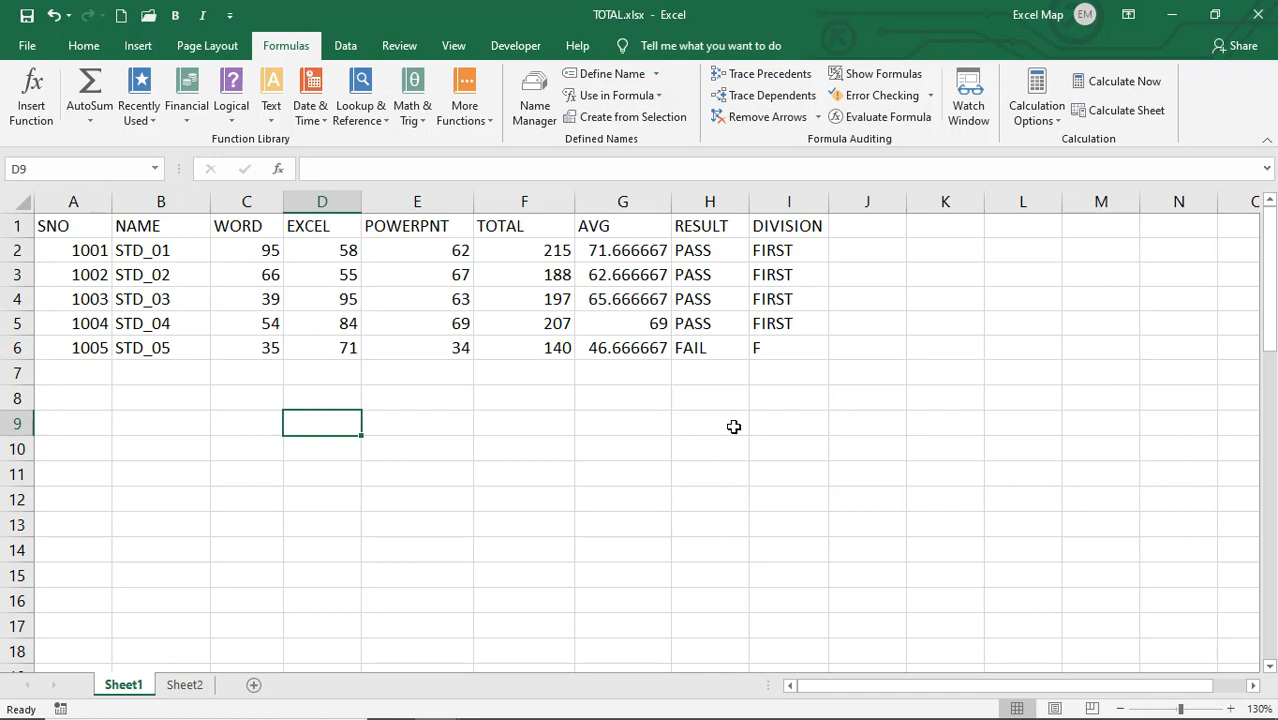 B I TOTAL.xlsx - Excel Excel Map EM
File Home Insert Page Layout Formulas Data Review View Developer Help Tell me what you want to do Share
Insert Function AutoSum Recently Used Financial Logical Text Date & Time Lookup & Reference Math & Trig More Functions
Function Library
Name Manager Define Name Use in Formula Create from Selection
Defined Names
Trace Precedents Trace Dependents Remove Arrows Show Formulas Error Checking Evaluate Formula Watch Window
Formula Auditing
Calculation Options Calculate Now Calculate Sheet
Calculation
D9 fx
A B C D E F G H I J K L M N C
1 SNO NAME WORD EXCEL POWERPNT TOTAL AVG RESULT DIVISION
2 1001 STD_01 95 58 62 215 71.666667 PASS FIRST
3 1002 STD_02 66 55 67 188 62.666667 PASS FIRST
4 1003 STD_03 39 95 63 197 65.666667 PASS FIRST
5 1004 STD_04 54 84 69 207 69 PASS FIRST
6 1005 STD_05 35 71 34 140 46.666667 FAIL F
7
8
9
10
11
12
13
14
15
16
17
18
Sheet1 Sheet2
Ready 130%